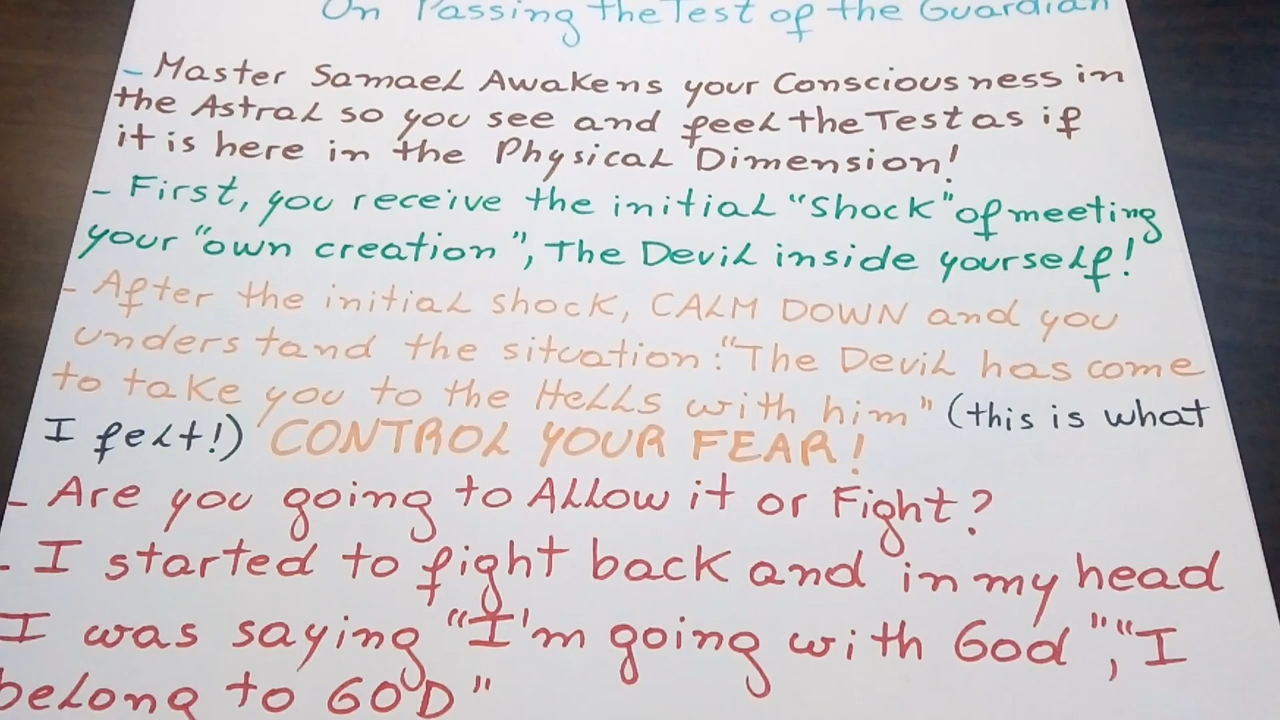 On Passing the Test of the Guardian
- Master Samael Awakens your Consciousness in
the Astral so you see and feel the Test as if
it is here in the Physical Dimension!
- First, you receive the initial "Shock" of meeting
your "own creation", The Devil inside yourself!
- After the initial shock, CALM DOWN and you
understand the situation: "The Devil has come
to take you to the Hells with him" (this is what
I felt!) CONTROL YOUR FEAR!
- Are you going to Allow it or Fight?
- I started to fight back and in my head
I was saying "I'm going with God", "I
belong to GOD"